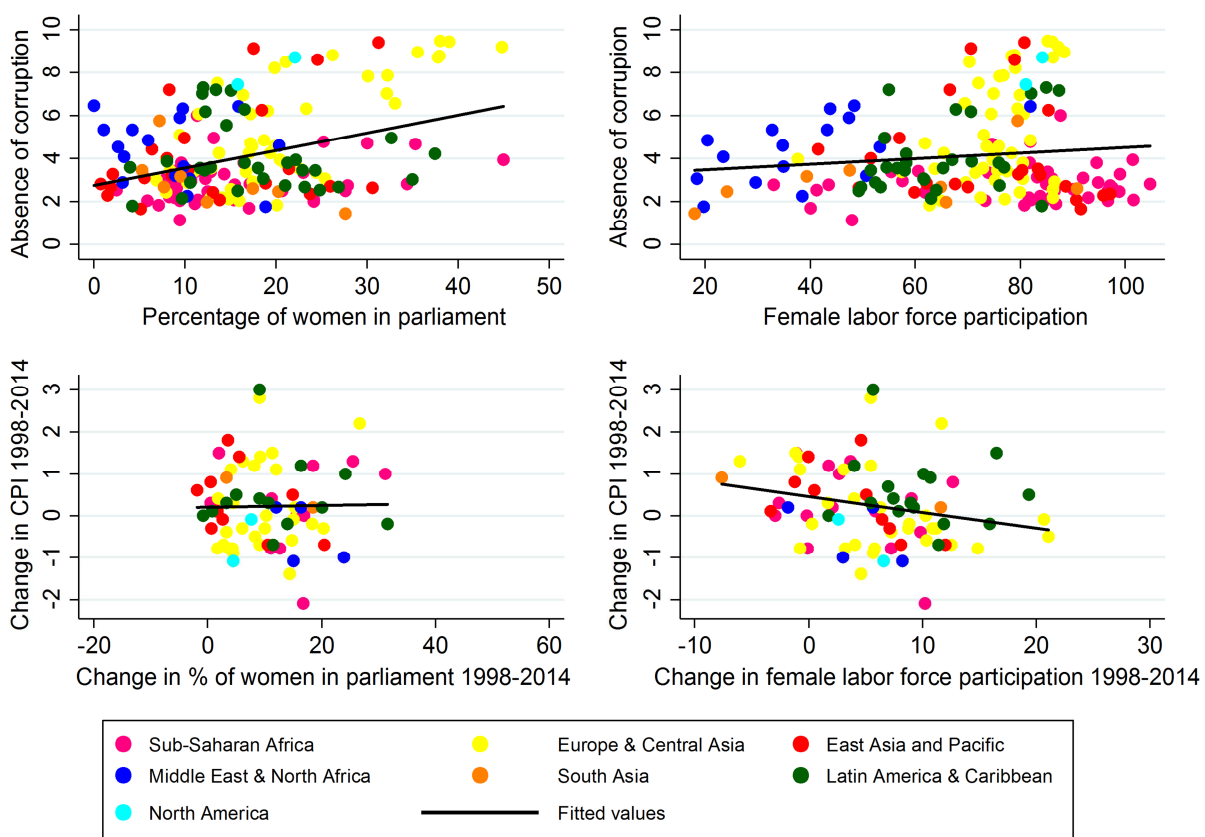 Absence of corruption
10
8
6
4
2
0
0 10 20 30 40 50
Percentage of women in parliament
Absence of corrupion
10
8
6
4
2
0
20 40 60 80 100
Female labor force participation
Change in CPI 1998-2014
3
1
0
-1
-2
-20 0 20 40 60
Change in % of women in parliament 1998-2014
Change in CPI 1998-2014
3
1
0
-1
-2
-10 0 10 20 30
Change in female labor force participation 1998-2014
Sub-Saharan Africa Europe & Central Asia East Asia and Pacific
Middle East & North Africa South Asia Latin America & Caribbean
North America Fitted values